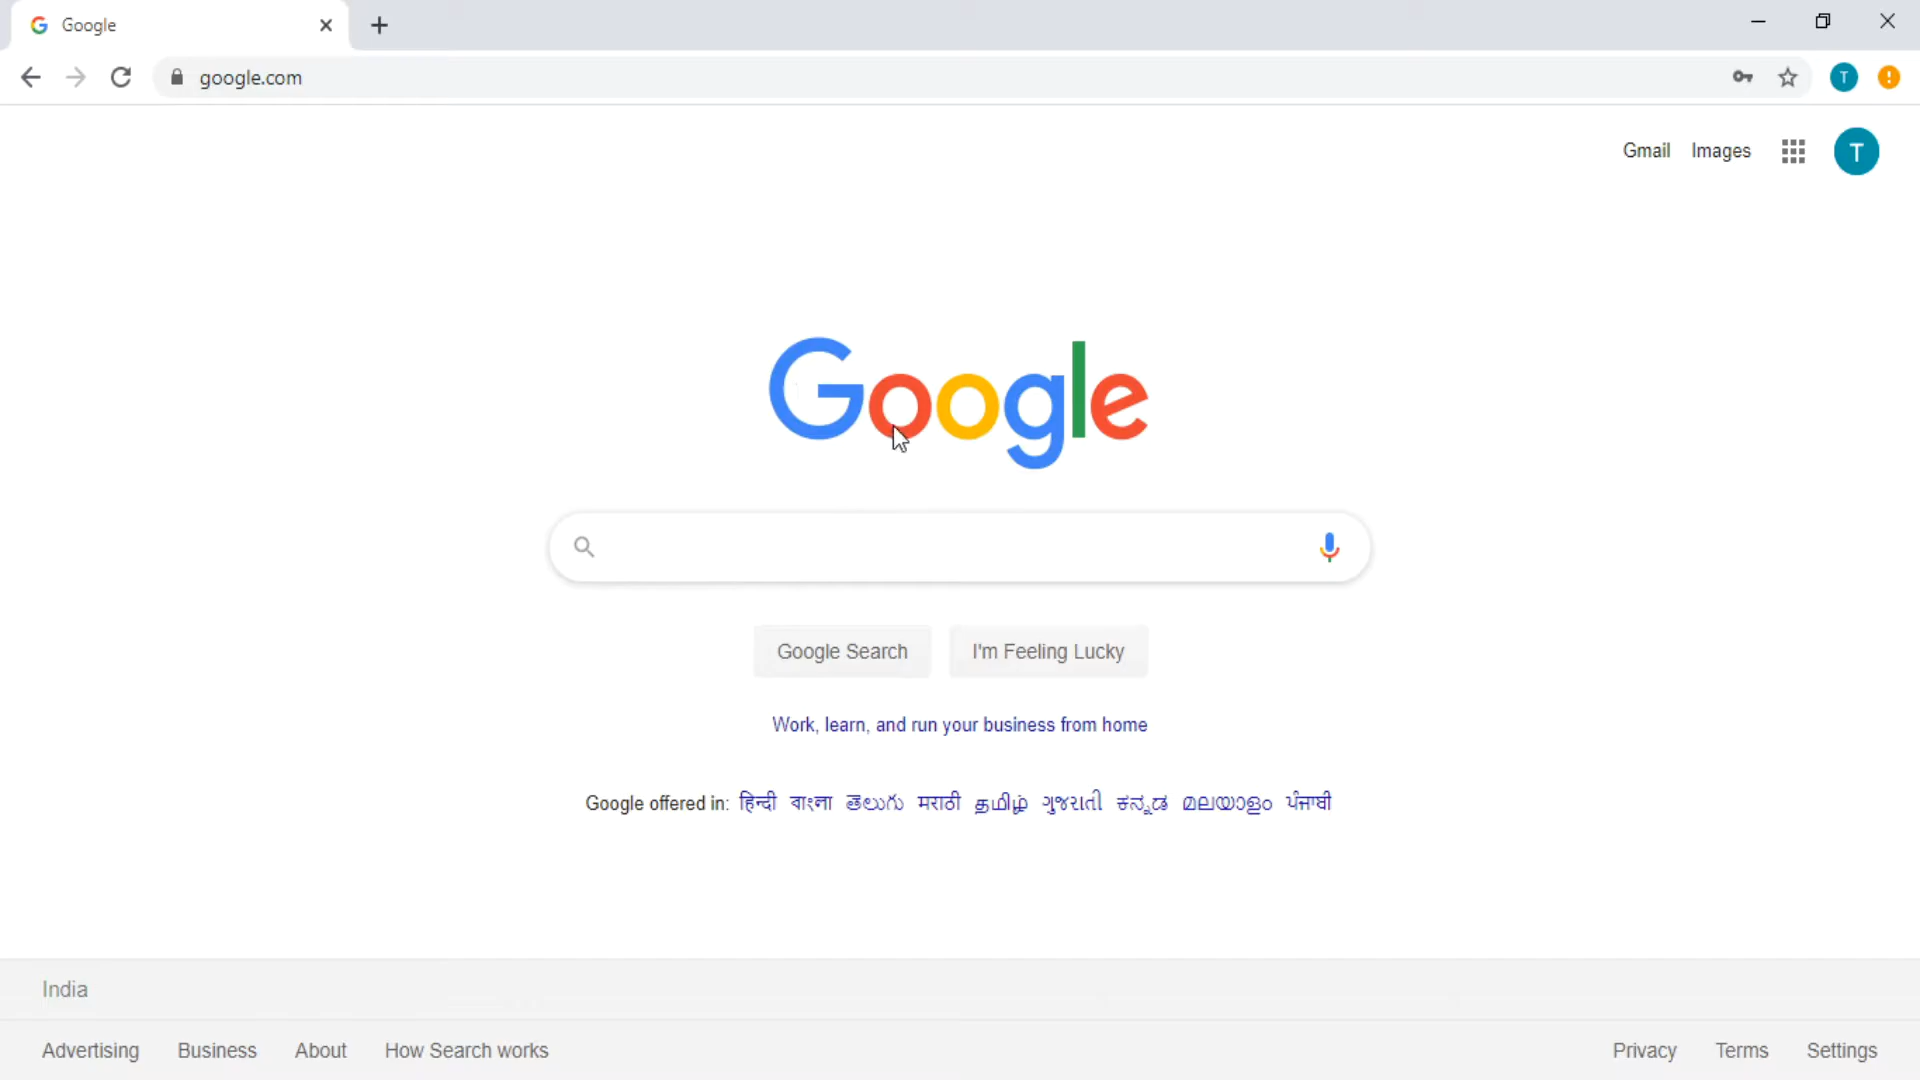 Google
google.com
T
Gmail Images T
Google
Google Search I'm Feeling Lucky
Work, learn, and run your business from home
Google offered in: हिन्दी বাংলা తెలుగు मराठी தமிழ் ગુજરાતી ಕನ್ನಡ മലയാളം ਪੰਜਾਬੀ
India
Advertising Business About How Search works Privacy Terms Settings